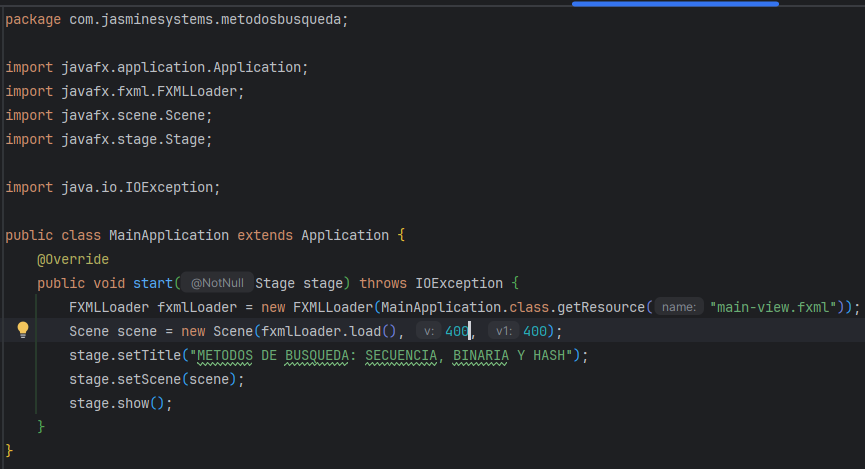 package com.jasminesystems.metodosbusqueda;
import javafx.application.Application;
import javafx.fxml.FXMLLoader;
import javafx.scene.Scene;
import javafx.stage.Stage;
import java.io.IOException;
public class MainApplication extends Application {
@Override
public void start( @NotNull Stage stage) throws IOException {
FXMLLoader fxmlLoader = new FXMLLoader(MainApplication.class.getResource( name: "main-view.fxml"));
Scene scene = new Scene(fxmlLoader.load(), v: 400, v1: 400);
stage.setTitle("METODOS DE BUSQUEDA: SECUENCIA, BINARIA Y HASH");
stage.setScene(scene);
stage.show();
}
}